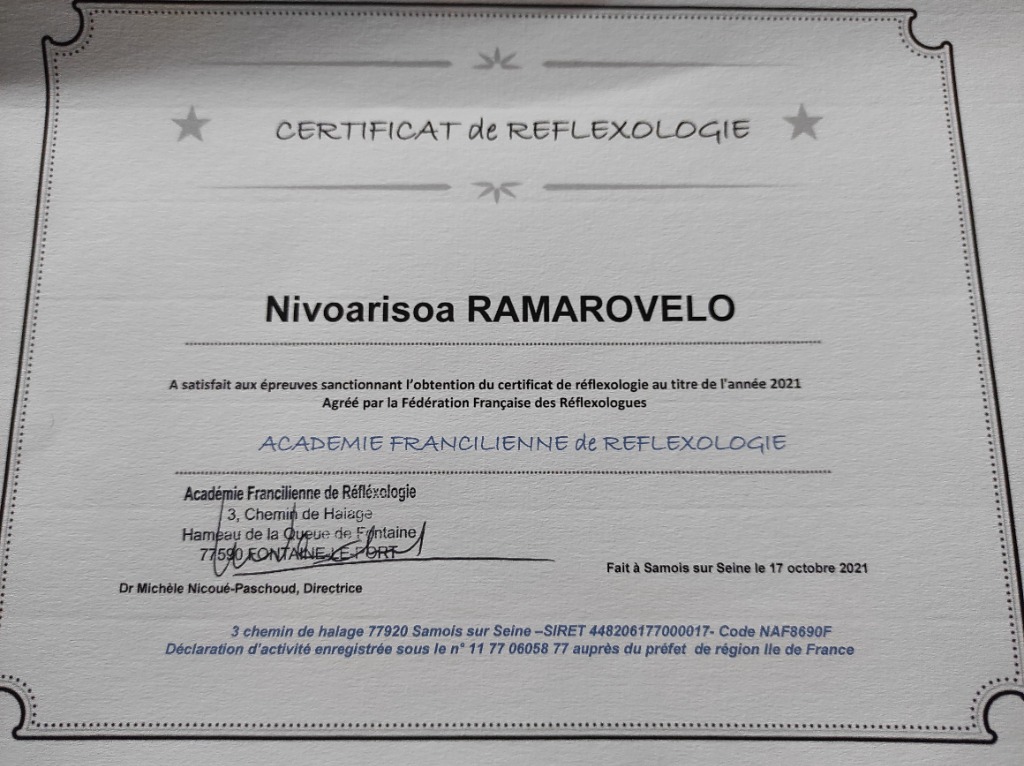 CERTIFICAT de REFLEXOLOGIE
Nivoarisoa RAMAROVELO
A satisfait aux épreuves sanctionnant l'obtention du certificat de réflexologie au titre de l'année 2021
Agréé par la Fédération Française des Réflexologues
ACADEMIE FRANCILIENNE de REFLEXOLOGIE
Académie Francilienne de Réfléxologie
3, Chemin de Halage
Hameau de la Queue de Fontaine
77590 FONTAINE-LE-PORT
Fait à Samois sur Seine le 17 octobre 2021
Dr Michèle Nicoué-Paschoud, Directrice
3 chemin de halage 77920 Samois sur Seine –SIRET 448206177000017- Code NAF8690F
Déclaration d'activité enregistrée sous le n° 11 77 06058 77 auprès du préfet de région Ile de France